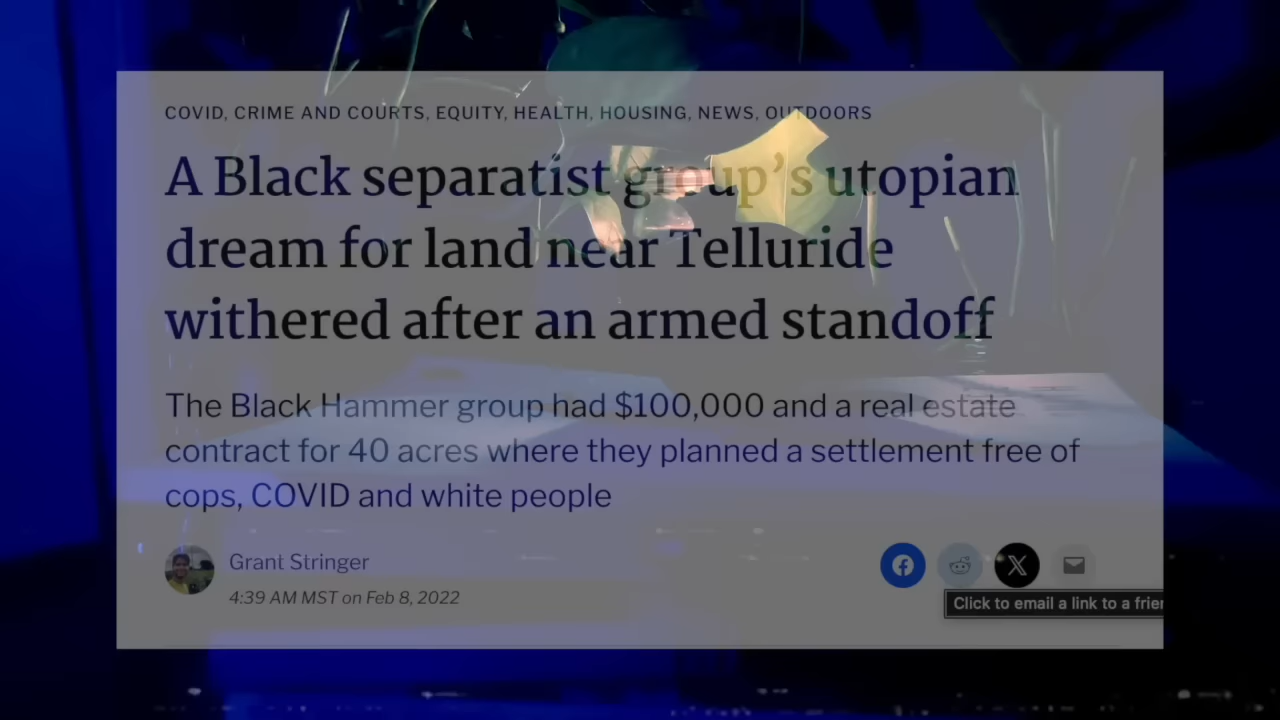 COVID, CRIME AND COURTS, EQUITY, HEALTH, HOUSING, NEWS, OUTDOORS
A Black separatist group's utopian
dream for land near Telluride
withered after an armed standoff
The Black Hammer group had $100,000 and a real estate
contract for 40 acres where they planned a settlement free of
cops, COVID and white people
Grant Stringer
4:39 AM MST on Feb 8, 2022
Click to email a link to a frien